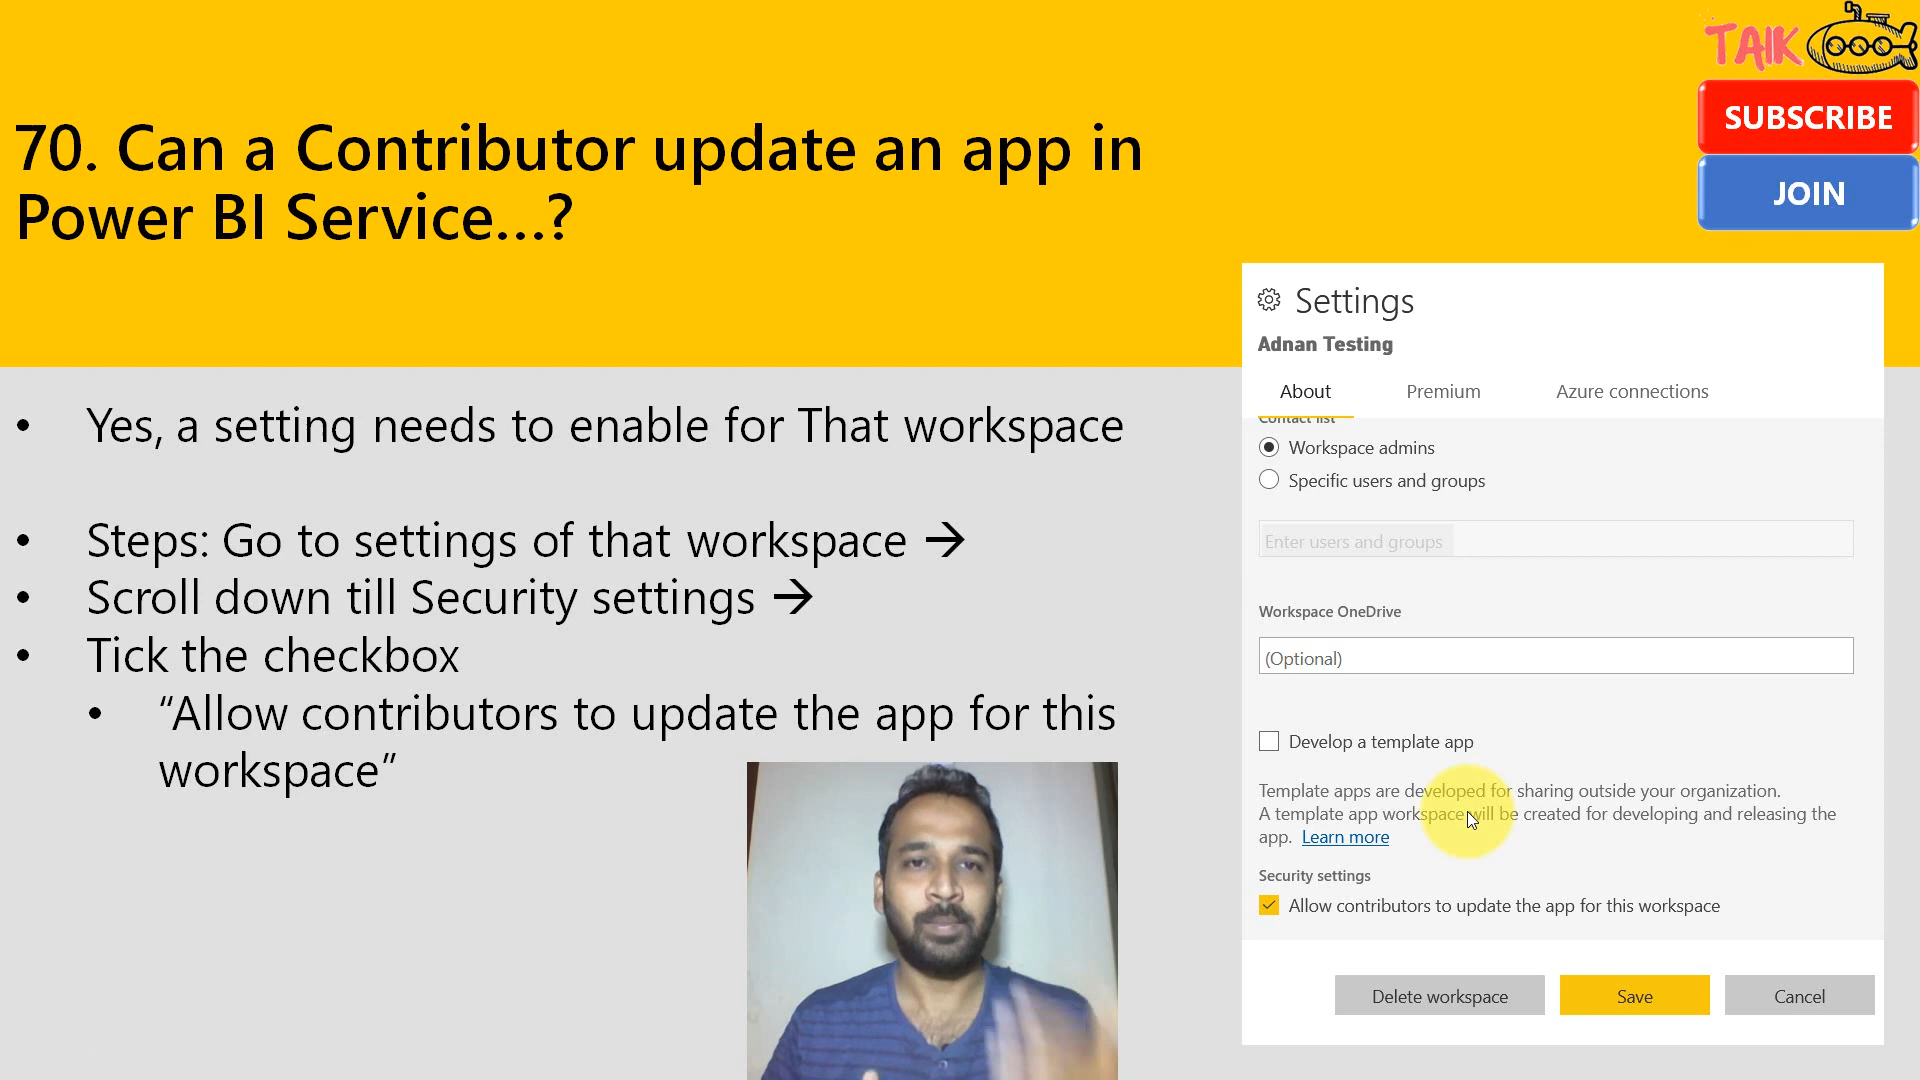 TAIK
SUBSCRIBE
JOIN
70. Can a Contributor update an app in
Power BI Service...?
• Yes, a setting needs to enable for That workspace
• Steps: Go to settings of that workspace →
• Scroll down till Security settings →
• Tick the checkbox
• “Allow contributors to update the app for this
workspace”
Settings
Adnan Testing
About Premium Azure connections
Contact list
Workspace admins
Specific users and groups
Enter users and groups
Workspace OneDrive
(Optional)
Develop a template app
Template apps are developed for sharing outside your organization.
A template app workspace will be created for developing and releasing the
app. Learn more
Security settings
Allow contributors to update the app for this workspace
Delete workspace Save Cancel